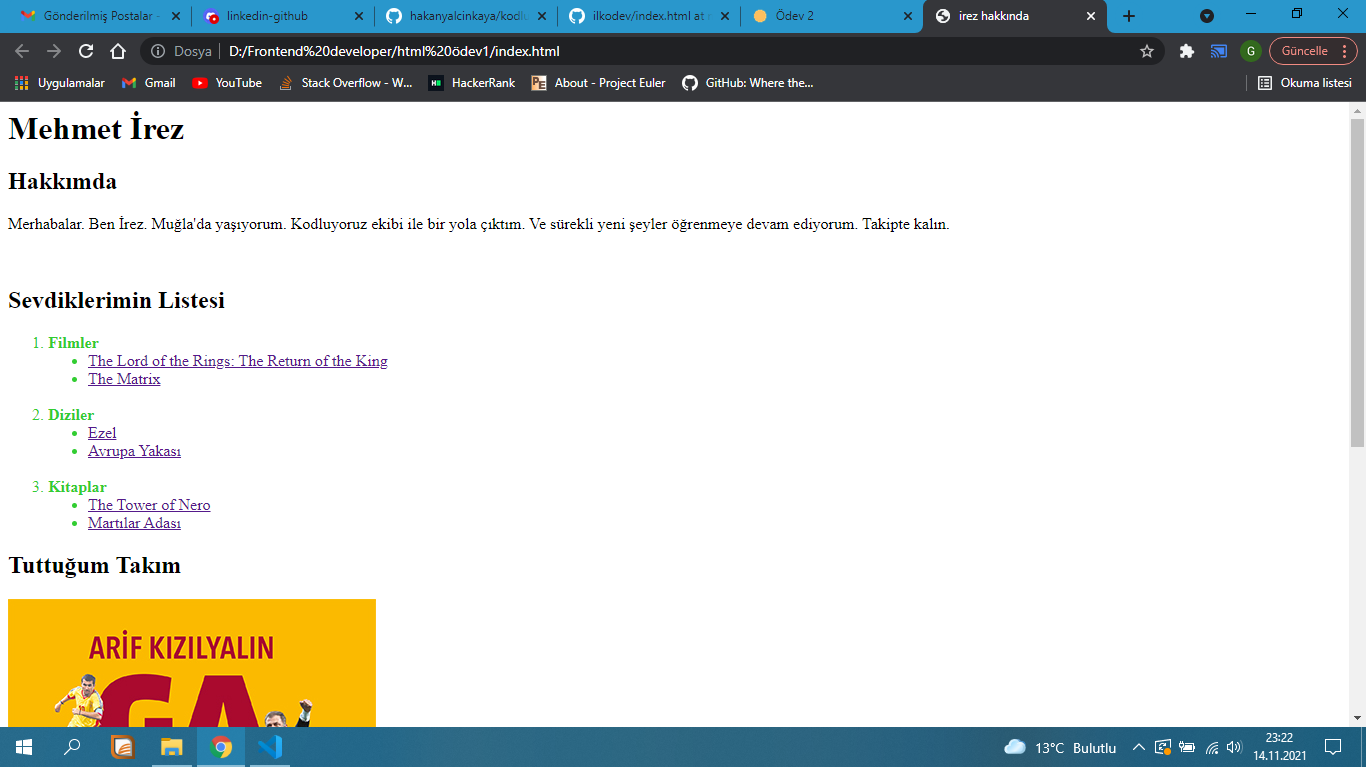 Gönderilmiş Postalar -
linkedin-github
hakanyalcinkaya/kodlu
ilkodev/index.html at
Ödev 2
irez hakkında
Dosya
D:/Frontend%20developer/html%20ödev1/index.html
G
Güncelle
Uygulamalar
Gmail
YouTube
Stack Overflow - W...
HackerRank
About - Project Euler
GitHub: Where the...
Okuma listesi
Mehmet İrez
Hakkımda
Merhabalar. Ben İrez. Muğla'da yaşıyorum. Kodluyoruz ekibi ile bir yola çıktım. Ve sürekli yeni şeyler öğrenmeye devam ediyorum. Takipte kalın.
Sevdiklerimin Listesi
1. Filmler
• The Lord of the Rings: The Return of the King
• The Matrix
2. Diziler
• Ezel
• Avrupa Yakası
3. Kitaplar
• The Tower of Nero
• Martılar Adası
Tuttuğum Takım
ARİF KIZILYALIN
GA
13°C Bulutlu
23:22
14.11.2021